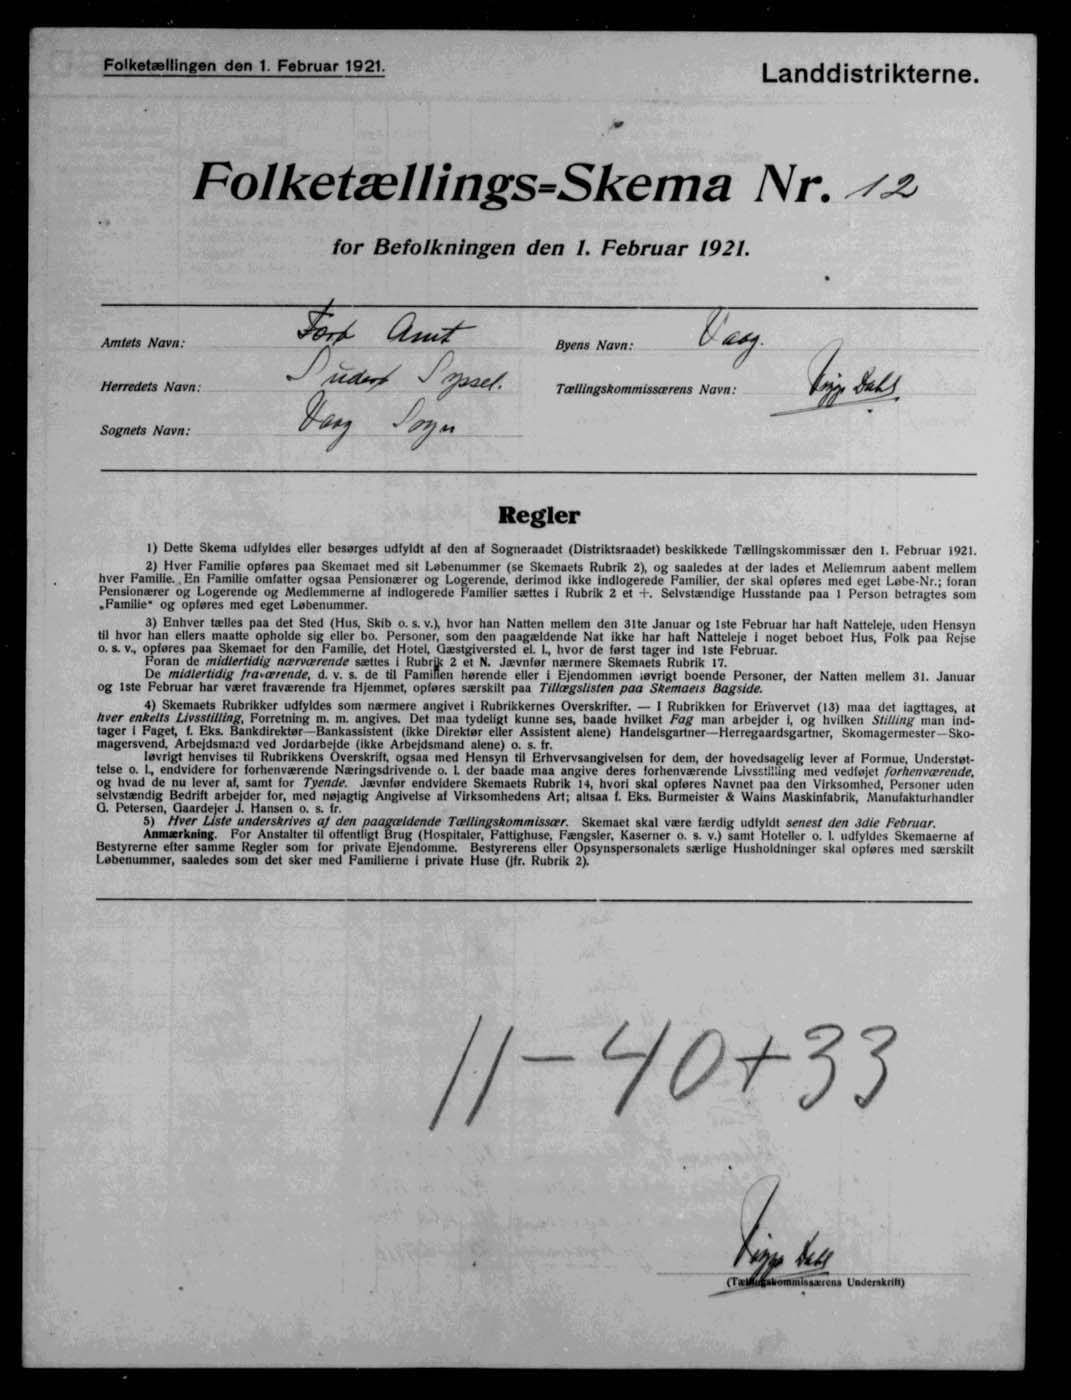 Folketællingen den 1. Februar 1921.
Landdistrikterne.
Folketællings=Skema Nr. 12
for Befolkningen den 1. Februar 1921.
Amtets Navn: Færø Amt
Byens Navn: Vaag.
Herredets Navn: Suderø Syssel.
Tællingskommissærens Navn: Viggo Dahl
Sognets Navn: Vaag Sogn
Regler
1) Dette Skema udfyldes eller besørges udfyldt af den af Sogneraadet (Distriktsraadet) beskikkede Tællingskommissær den 1. Februar 1921.
2) Hver Familie opføres paa Skemaet med sit Løbenummer (se Skemaets Rubrik 2), og saaledes at der lades et Mellemrum aabent mellem
hver Familie. En Familie omfatter ogsaa Pensionærer og Logerende, derimod ikke indlogerede Familier, der skal opføres med eget Løbe-Nr.; foran
Pensionærer og Logerende og Medlemmerne af indlogerede Familier sættes i Rubrik 2 et +. Selvstændige Husstande paa 1 Person betragtes som
„Familie“ og opføres med eget Løbenummer.
3) Enhver tælles paa det Sted (Hus, Skib o. s. v.), hvor han Natten mellem den 31te Januar og 1ste Februar har haft Natteleje, uden Hensyn
til hvor han ellers maatte opholde sig eller bo. Personer, som den paagældende Nat ikke har haft Natteleje i noget beboet Hus, Folk paa Rejse
o. s. v., opføres paa Skemaet for den Familie, det Hotel, Gæstgiversted el. l., hvor de først tager ind 1ste Februar.
Foran de midlertidig nærværende sættes i Rubrik 2 et N. Jævnfør nærmere Skemaets Rubrik 17.
De midlertidig fraværende, d. v. s. de til Familien hørende eller i Ejendommen iøvrigt boende Personer, der Natten mellem 31. Januar
og 1ste Februar har været fraværende fra Hjemmet, opføres særskilt paa Tillægslisten paa Skemaets Bagside.
4) Skemaets Rubrikker udfyldes som nærmere angivet i Rubrikkernes Overskrifter. — I Rubrikken for Erhvervet (13) maa det iagttages, at
hver enkelts Livsstilling, Forretning m. m. angives. Det maa tydeligt kunne ses, baade hvilket Fag man arbejder i, og hvilken Stilling man ind-
tager i Faget, f. Eks. Bankdirektør—Bankassistent (ikke Direktør eller Assistent alene) Handelsgartner—Herregaardsgartner, Skomagermester—Sko-
magersvend, Arbejdsmand ved Jordarbejde (ikke Arbejdsmand alene) o. s. fr.
Iøvrigt henvises til Rubrikkens Overskrift, ogsaa med Hensyn til Erhvervsangivelsen for dem, der hovedsagelig lever af Formue, Understøt-
telse o. l., endvidere for forhenværende Næringsdrivende o. l. der baade maa angive deres forhenværende Livsstilling med vedføjet forhenværende,
og hvad de nu lever af, samt for Tyende. Jævnfør endvidere Skemaets Rubrik 14, hvori skal opføres Navnet paa den Virksomhed, Personer uden
selvstændig Bedrift arbejder for, med nøjagtig Angivelse af Virksomhedens Art; altsaa f. Eks. Burmeister & Wains Maskinfabrik, Manufakturhandler
G. Petersen, Gaardejer J. Hansen o. s. fr.
5) Hver Liste underskrives af den paagældende Tællingskommissær. Skemaet skal være færdig udfyldt senest den 3die Februar.
Anmærkning. For Anstalter til offentligt Brug (Hospitaler, Fattighuse, Fængsler, Kaserner o. s. v.) samt Hoteller o. l. udfyldes Skemaerne af
Bestyrerne efter samme Regler som for private Ejendomme. Bestyrerens eller Opsynspersonalets særlige Husholdninger skal opføres med særskilt
Løbenummer, saaledes som det sker med Familierne i private Huse (jfr. Rubrik 2).
11-40+33
Viggo Dahl
(Tællingskommissærens Underskrift)